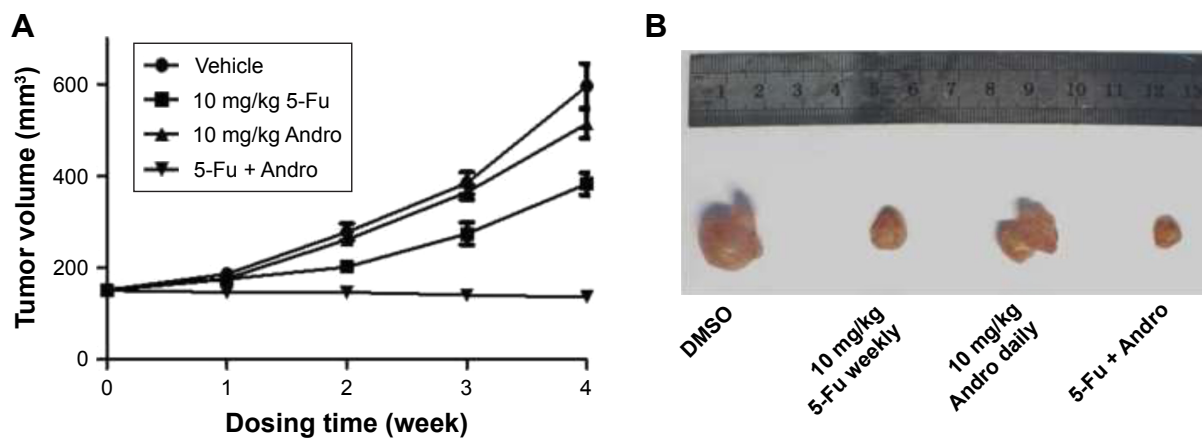 A
Tumor volume (mm³)
600
400
200
0
Vehicle
10 mg/kg 5-Fu
10 mg/kg Andro
5-Fu + Andro
0 1 2 3 4
Dosing time (week)
B
1 2 3 4 5 6 7 8 9 10 11 12 13
DMSO
10 mg/kg
5-Fu weekly
10 mg/kg
Andro daily
5-Fu + Andro